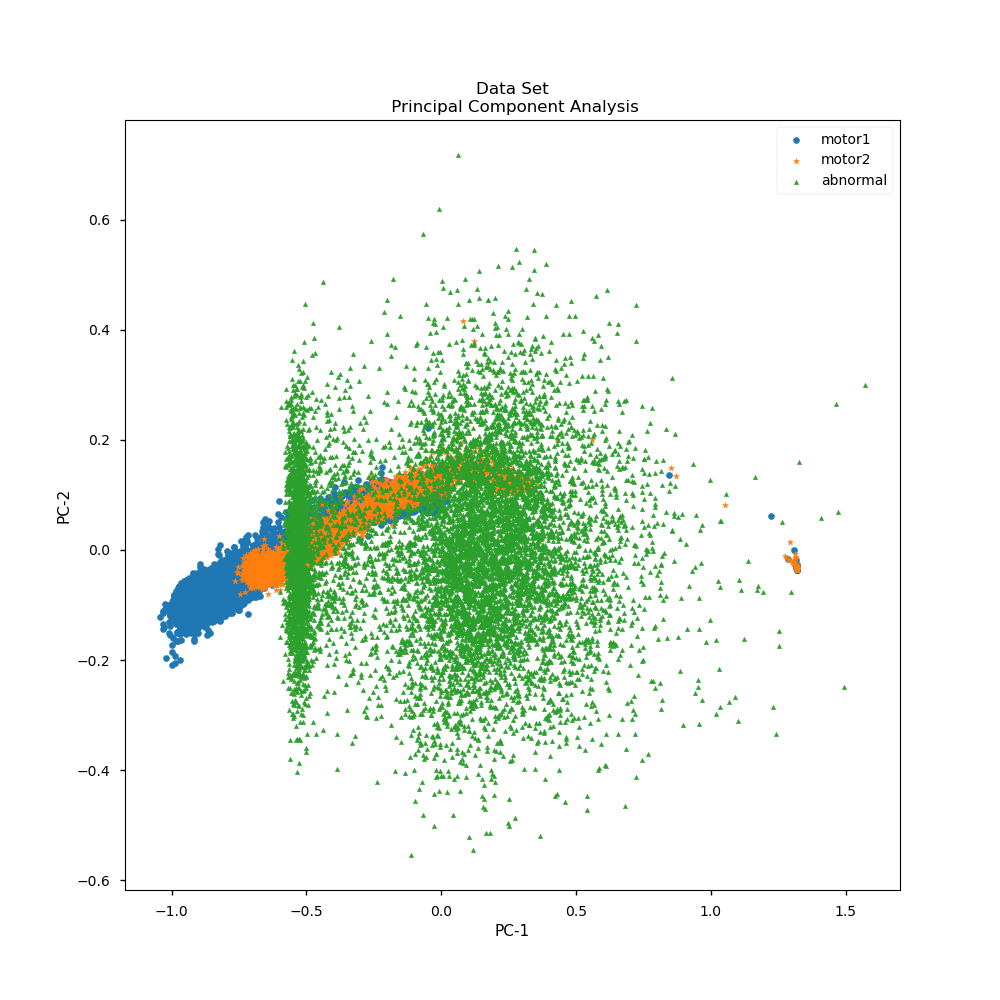 Data Set
Principal Component Analysis
motor1
motor2
abnormal
PC-2
0.6
0.4
0.2
0.0
−0.2
−0.4
−0.6
−1.0
−0.5
0.0
0.5
1.0
1.5
PC-1